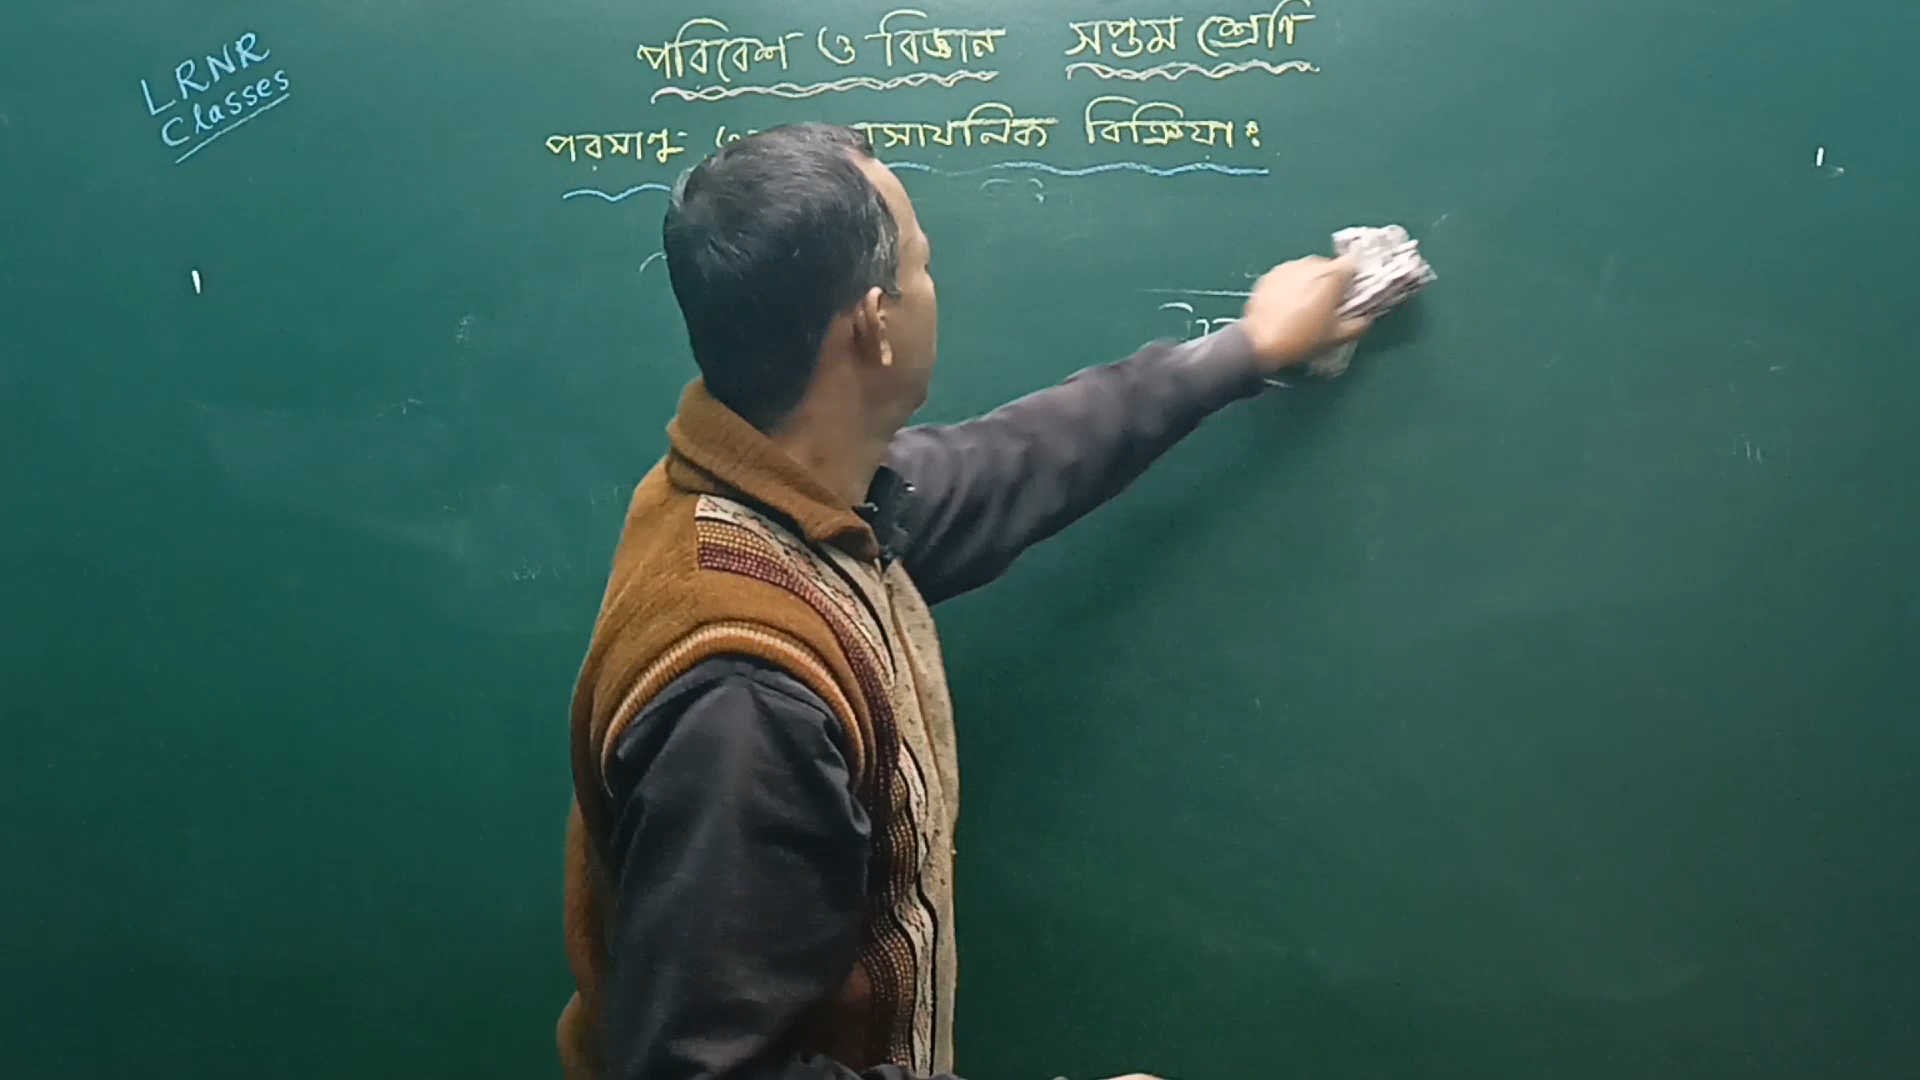 LRNR
Classes
পরিবেশ ও বিজ্ঞান সপ্তম শ্রেণি
পরমাণু বিক্রিয়াঃ